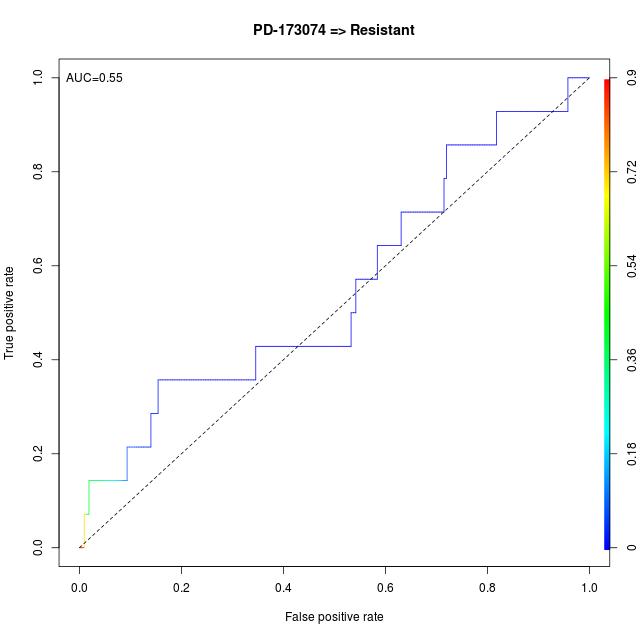 PD-173074 => Resistant
AUC=0.55
True positive rate
1.0
0.8
0.6
0.4
0.2
0.0
0.0 0.2 0.4 0.6 0.8 1.0
False positive rate
0.9
0.72
0.54
0.36
0.18
0